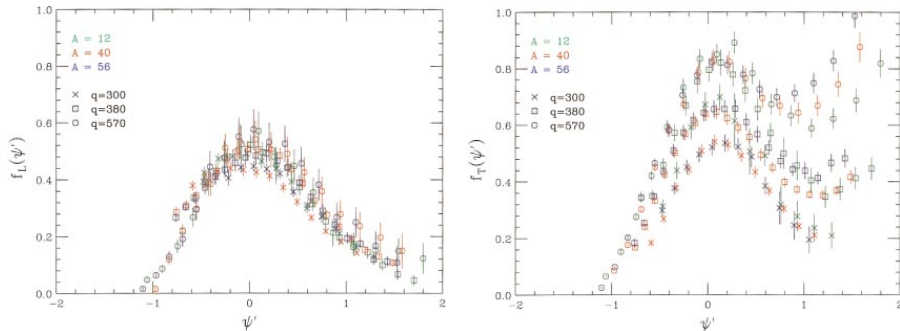 1.0
0.8
0.6
0.4
0.2
0.0
f_L(ψ')
A = 12
A = 40
A = 56
× q=300
□ q=380
○ q=570
−2 −1 0 1 2
ψ'
1.0
0.8
0.6
0.4
0.2
0.0
f_T(ψ')
A = 12
A = 40
A = 56
× q=300
□ q=380
○ q=570
−2 −1 0 1 2
ψ'